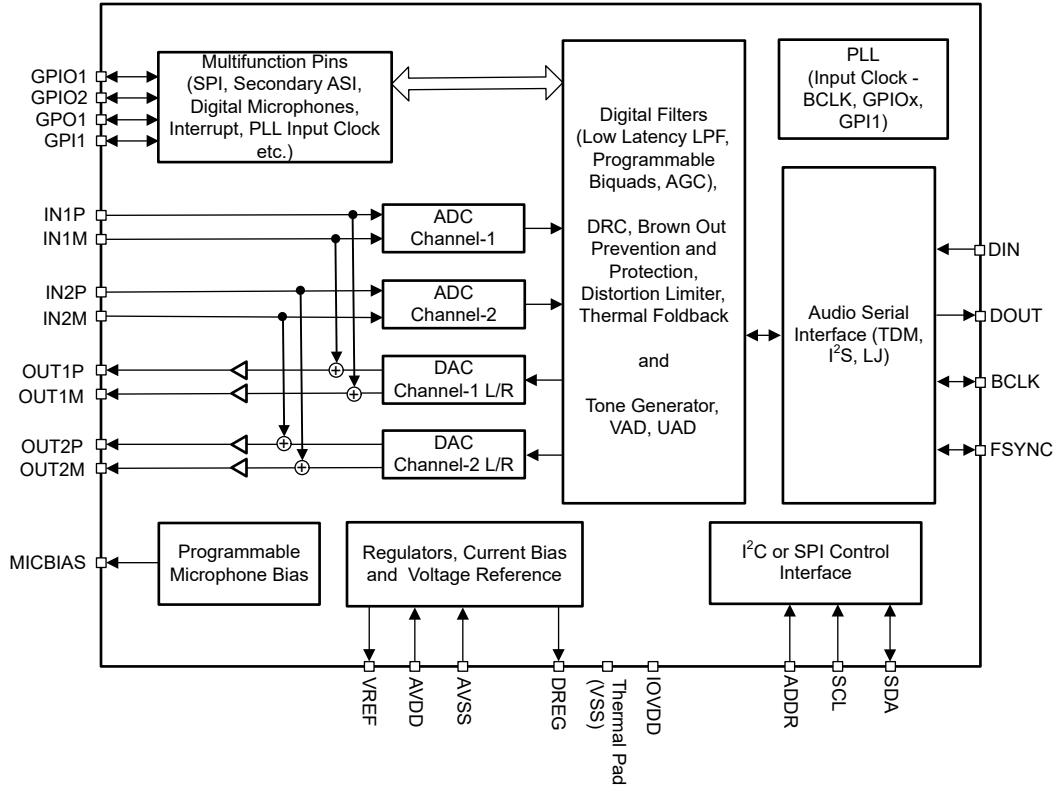 GPIO1
GPIO2
GPO1
GPI1
Multifunction Pins
(SPI, Secondary ASI,
Digital Microphones,
Interrupt, PLL Input Clock
etc.)
Digital Filters
(Low Latency LPF,
Programmable
Biquads, AGC),
DRC, Brown Out
Prevention and
Protection,
Distortion Limiter,
Thermal Foldback
and
Tone Generator,
VAD, UAD
PLL
(Input Clock -
BCLK, GPIOx,
GPI1)
IN1P
IN1M
IN2P
IN2M
ADC
Channel-1
ADC
Channel-2
OUT1P
OUT1M
OUT2P
OUT2M
DAC
Channel-1 L/R
DAC
Channel-2 L/R
Audio Serial
Interface (TDM,
I²S, LJ)
DIN
DOUT
BCLK
FSYNC
MICBIAS
Programmable
Microphone Bias
Regulators, Current Bias
and Voltage Reference
I²C or SPI Control
Interface
VREF
AVDD
AVSS
DREG
Thermal Pad
(VSS)
IOVDD
ADDR
SCL
SDA